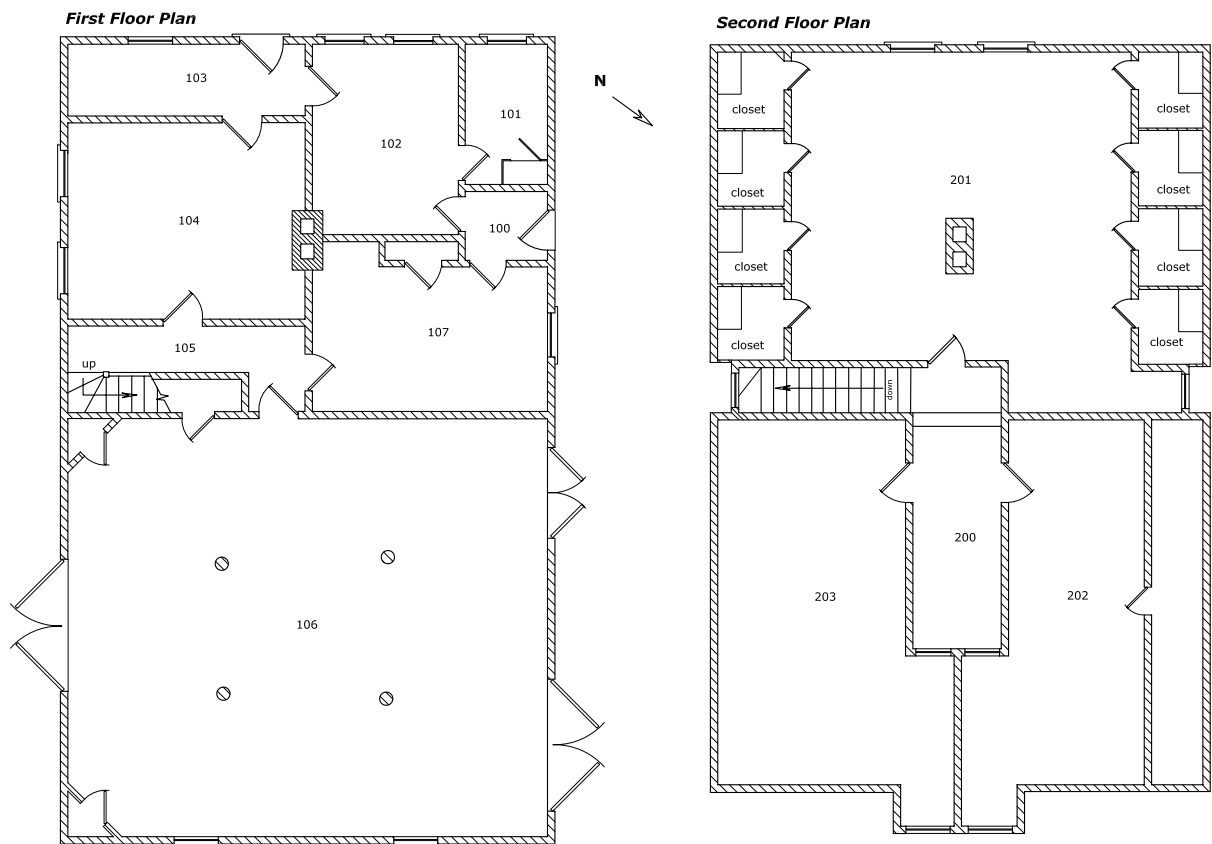 First Floor Plan
103
102
101
104
100
107
105
up
106
N
Second Floor Plan
closet
closet
closet
closet
201
closet
closet
closet
closet
down
200
203
202